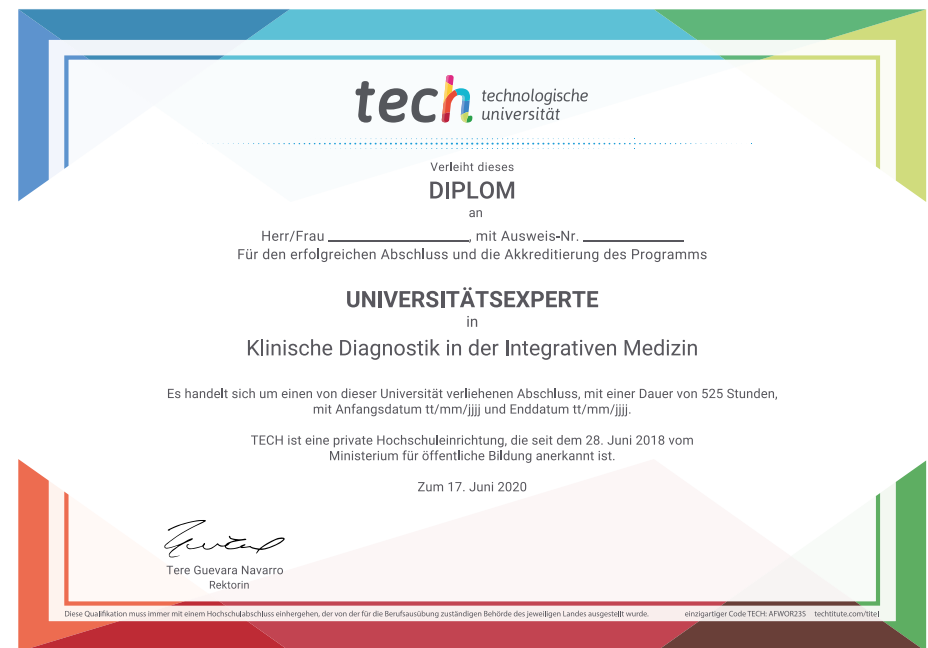 tech technologische
universität
Verleiht dieses
DIPLOM
an
Herr/Frau ____________________, mit Ausweis-Nr. ______________
Für den erfolgreichen Abschluss und die Akkreditierung des Programms
UNIVERSITÄTSEXPERTE
in
Klinische Diagnostik in der Integrativen Medizin
Es handelt sich um einen von dieser Universität verliehenen Abschluss, mit einer Dauer von 525 Stunden,
mit Anfangsdatum tt/mm/jjjj und Enddatum tt/mm/jjjj.
TECH ist eine private Hochschuleinrichtung, die seit dem 28. Juni 2018 vom
Ministerium für öffentliche Bildung anerkannt ist.
Zum 17. Juni 2020
Tere Guevara Navarro
Rektorin
Diese Qualifikation muss immer mit einem Hochschulabschluss einhergehen, der von der für die Berufsausübung zuständigen Behörde des jeweiligen Landes ausgestellt wurde. einzigartiger Code TECH: AFWOR23S techtitute.com/titel